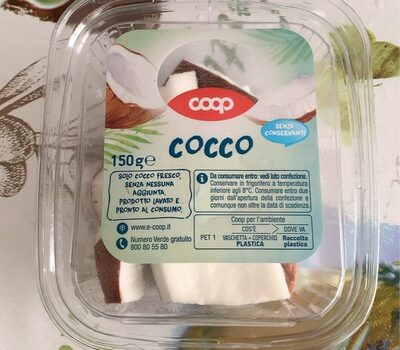 coop
COCCO
SENZA
CONSERVANTI
150 g e
SOLO COCCO FRESCO,
SENZA NESSUNA
AGGIUNTA.
PRODOTTO LAVATO E
PRONTO AL CONSUMO.
Da consumare entro: vedi lato confezione.
Conservare in frigorifero a temperatura
inferiore agli 8°C. Consumare entro due
giorni dall'apertura della confezione e
comunque non oltre la data di scadenza.
www.e-coop.it
Numero Verde gratuito
800 80 55 80
Coop per l'ambiente
COS'È DOVE VA
PET 1 VASCHETTA + COPERCHIO Raccolta
PLASTICA plastica